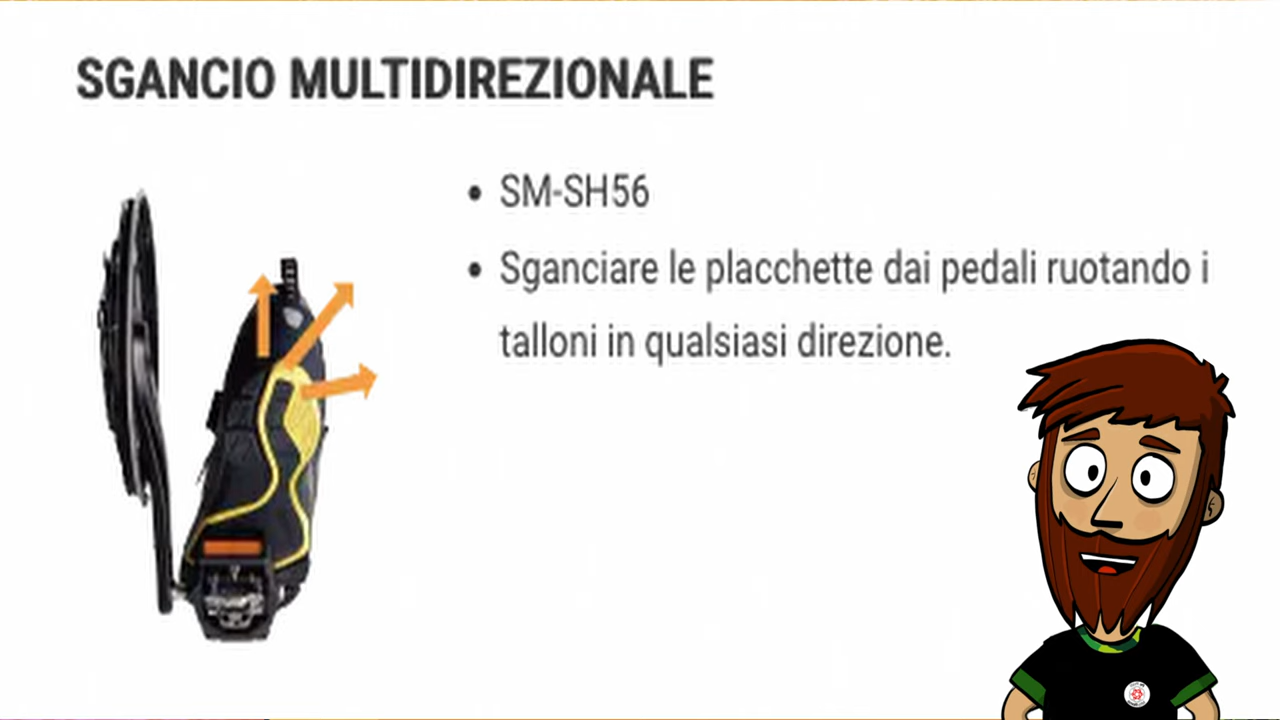 SGANCIO MULTIDIREZIONALE
• SM-SH56
• Sganciare le placchette dai pedali ruotando i
talloni in qualsiasi direzione.